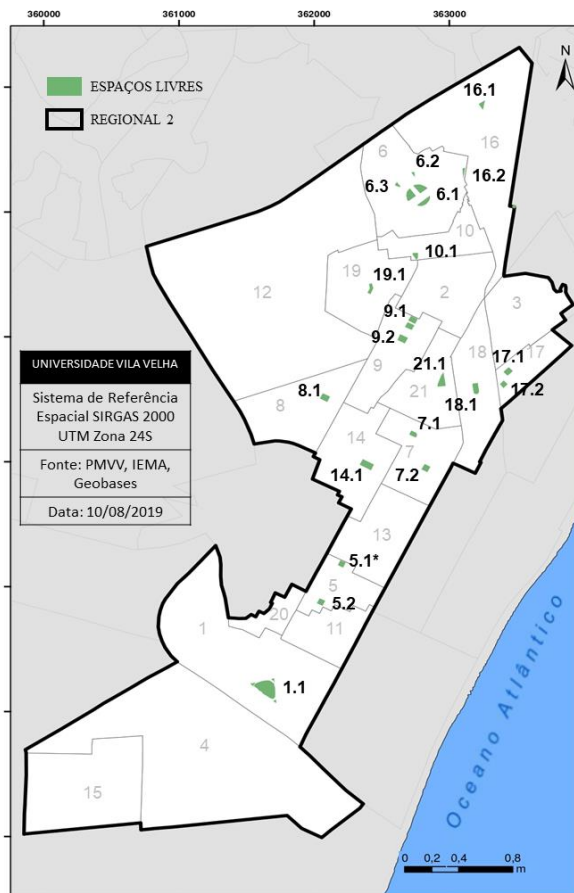 360000 361000 362000 363000
N
ESPAÇOS LIVRES
REGIONAL 2
16.1
16
6
6.2
16.2
6.3
6.1
10
10.1
19
19.1
12
2
3
9.1
9.2
18
17.1
17
9
21.1
17.2
8.1
21
18.1
8
7.1
14
7
14.1
7.2
13
5.1*
5
5.2
20
11
1
1.1
4
15
UNIVERSIDADE VILA VELHA
Sistema de Referência
Espacial SIRGAS 2000
UTM Zona 24S
Fonte: PMVV, IEMA,
Geobases
Data: 10/08/2019
Oceano Atlântico
0 0,2 0,4 0,8
m